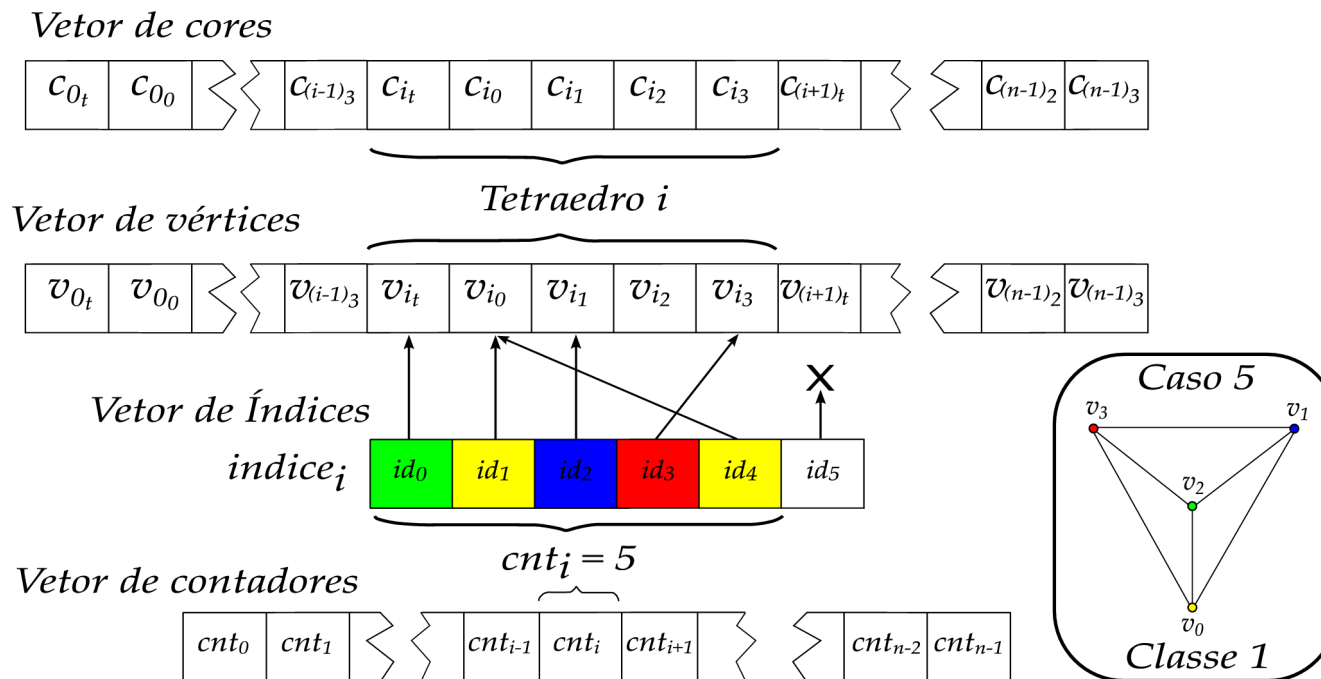 Vetor de cores
c0t c00 c(i-1)3 cit ci0 ci1 ci2 ci3 c(i+1)t c(n-1)2 c(n-1)3
Tetraedro i
Vetor de vértices
v0t v00 v(i-1)3 vit vi0 vi1 vi2 vi3 v(i+1)t v(n-1)2 v(n-1)3
X
Vetor de Índices
indicei id0 id1 id2 id3 id4 id5
cnti = 5
Vetor de contadores
cnt0 cnt1 cnti-1 cnti cnti+1 cntn-2 cntn-1
Caso 5
v3 v1
v2
v0
Classe 1